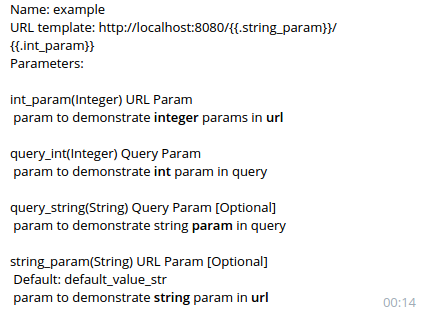 Name: example
URL template: http://localhost:8080/{{.string_param}}/
{{.int_param}}
Parameters:
int_param(Integer) URL Param
param to demonstrate integer params in url
query_int(Integer) Query Param
param to demonstrate int param in query
query_string(String) Query Param [Optional]
param to demonstrate string param in query
string_param(String) URL Param [Optional]
Default: default_value_str
param to demonstrate string param in url
00:14